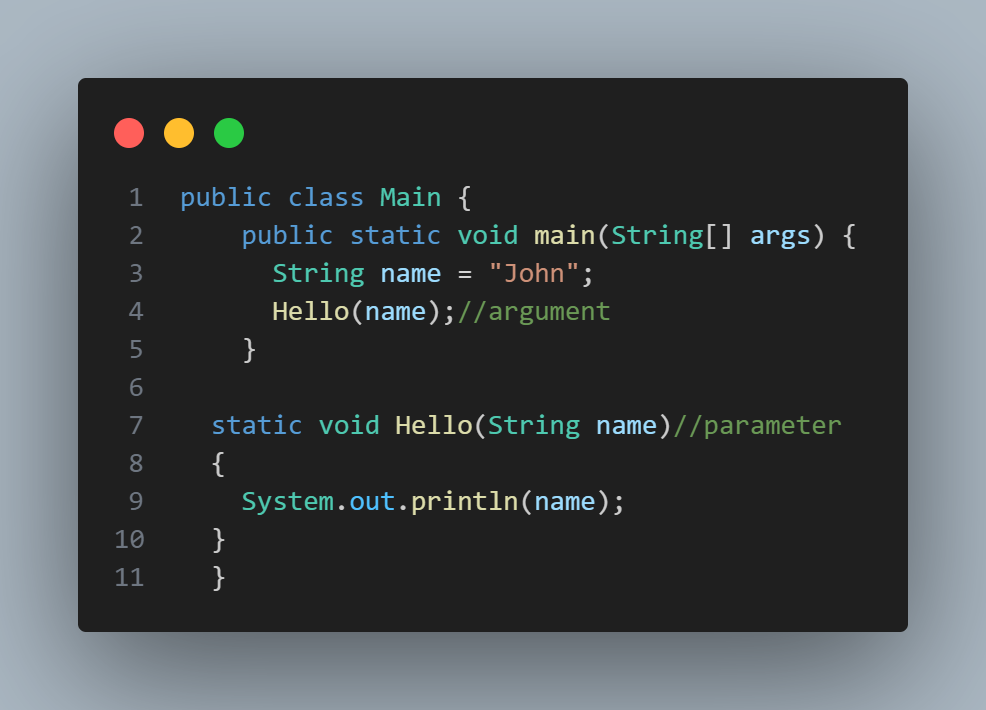 1 public class Main {
2 public static void main(String[] args) {
3 String name = "John";
4 Hello(name);//argument
5 }
6
7 static void Hello(String name)//parameter
8 {
9 System.out.println(name);
10 }
11 }